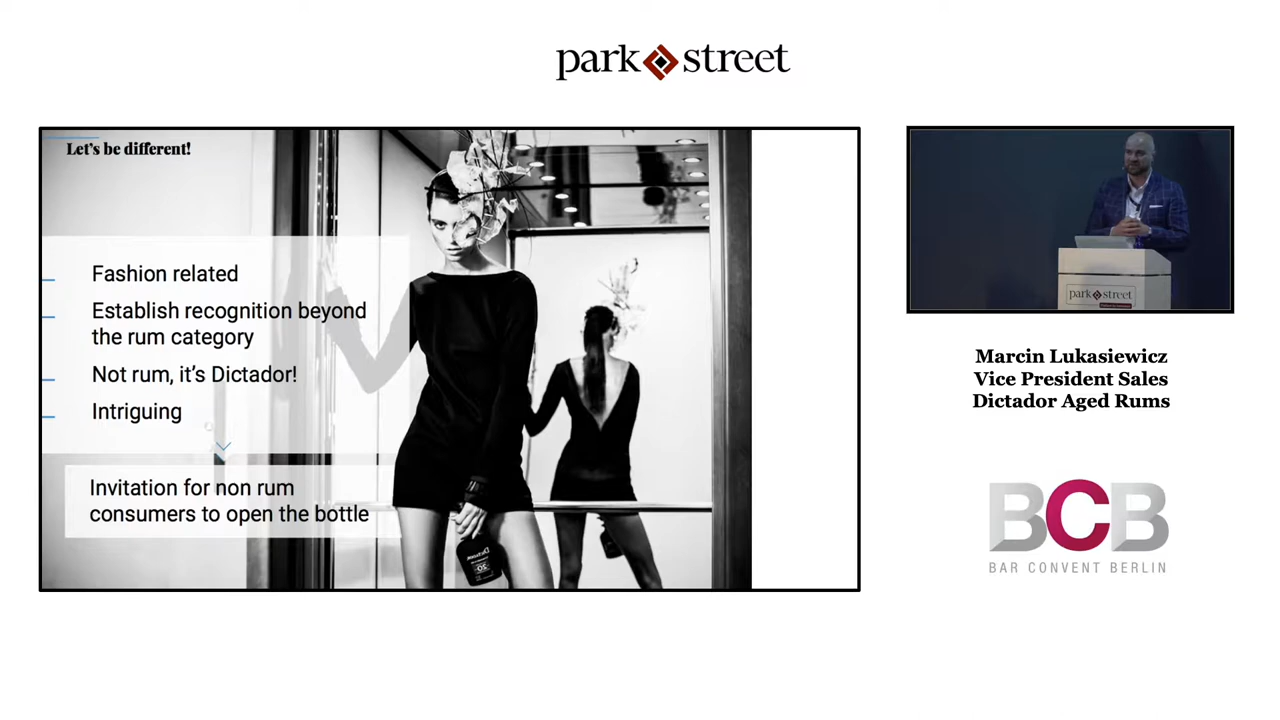 park street
Let's be different!
Fashion related
Establish recognition beyond
the rum category
Not rum, it's Dictador!
Intriguing
Invitation for non rum
consumers to open the bottle
Dictador
20
park street
Marcin Lukasiewicz
Vice President Sales
Dictador Aged Rums
BCB
BAR CONVENT BERLIN